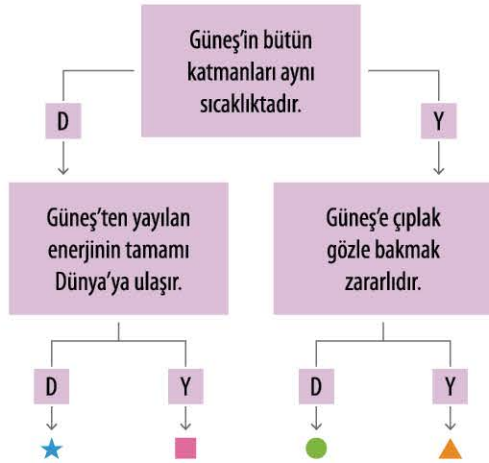 Güneş’in bütün
katmanları aynı
sıcaklıktadır.
D
Y
Güneş’ten yayılan
enerjinin tamamı
Dünya’ya ulaşır.
Güneş’e çıplak
gözle bakmak
zararlıdır.
D
Y
D
Y